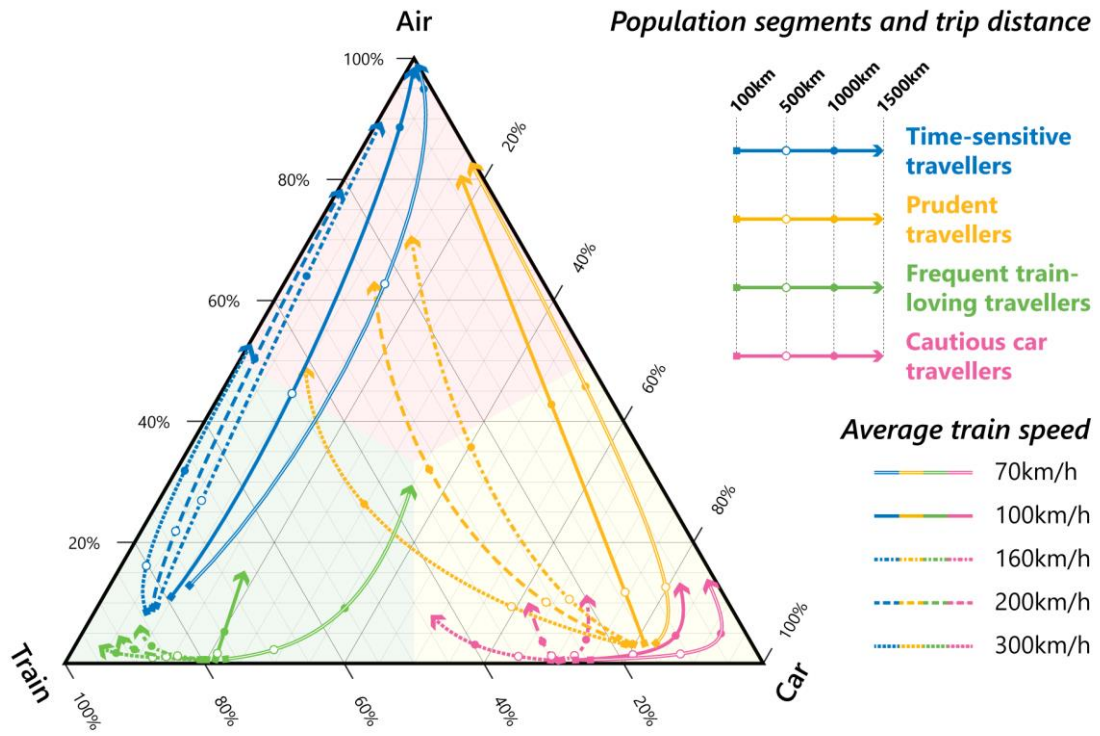 Air
Population segments and trip distance
100%
80%
60%
40%
20%
20%
40%
60%
80%
100%
Train
100%
80%
60%
40%
20%
Car
100km
500km
1000km
1500km
Time-sensitive
travellers
Prudent
travellers
Frequent train-
loving travellers
Cautious car
travellers
Average train speed
70km/h
100km/h
160km/h
200km/h
300km/h